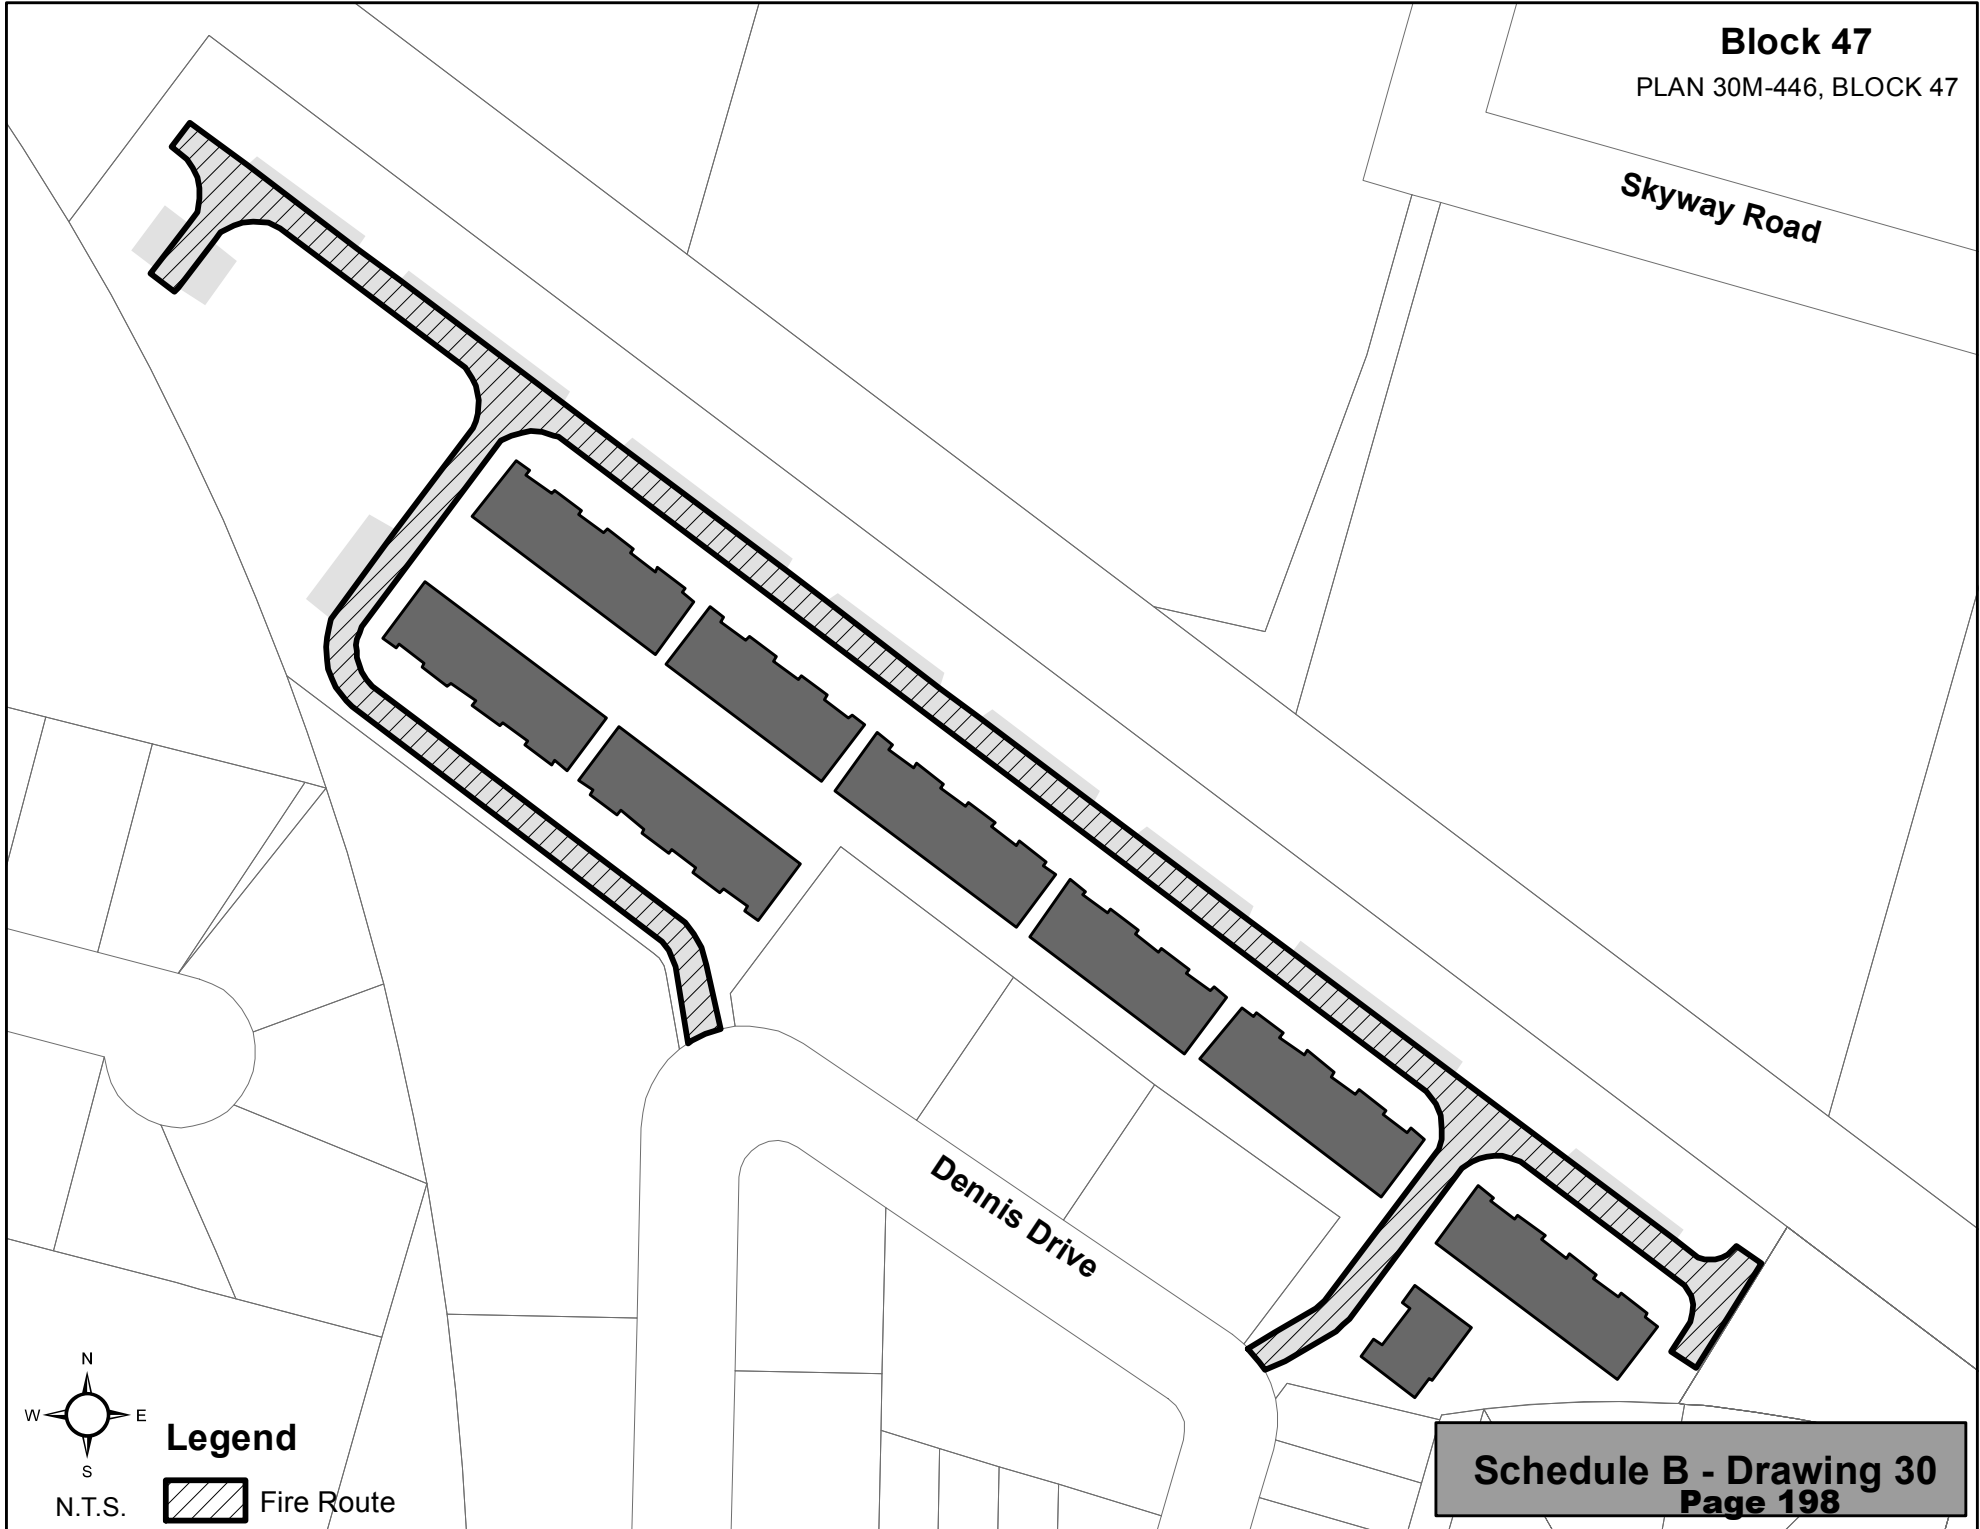 Block 47
PLAN 30M-446, BLOCK 47
Skyway Road
Dennis Drive
N
W
E
S
N.T.S.
Legend
Fire Route
Schedule B - Drawing 30
Page 198